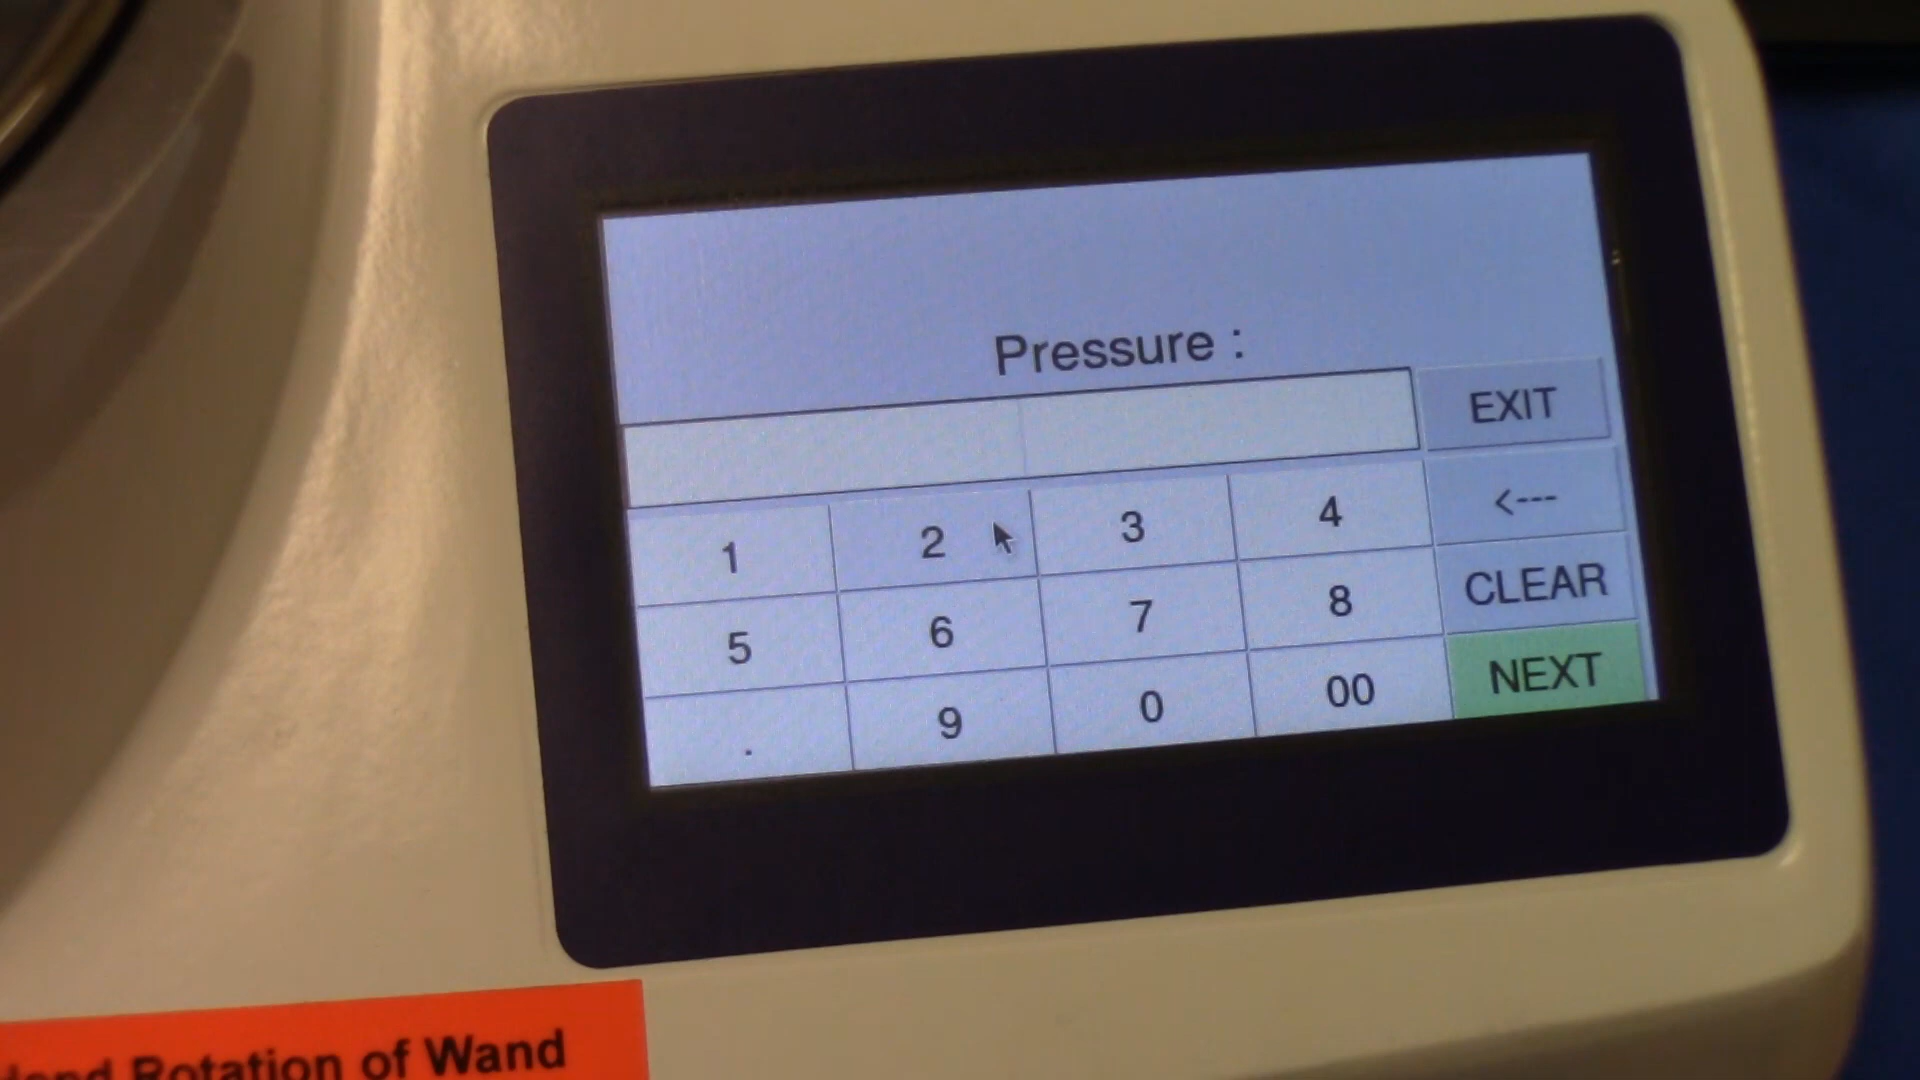 Pressure :
EXIT
1 2 3 4 <---
5 6 7 8 CLEAR
. 9 0 00 NEXT
Rotation of Wand